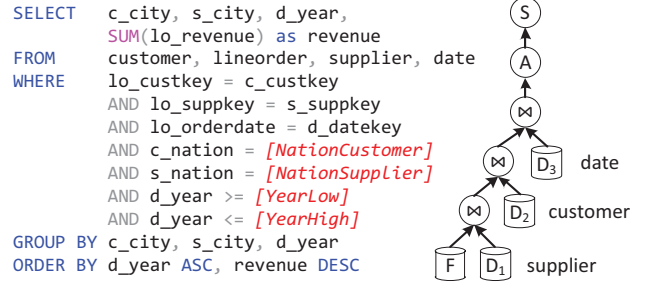 SELECT c_city, s_city, d_year,
SUM(lo_revenue) as revenue
FROM customer, lineorder, supplier, date
WHERE lo_custkey = c_custkey
AND lo_suppkey = s_suppkey
AND lo_orderdate = d_datekey
AND c_nation = [NationCustomer]
AND s_nation = [NationSupplier]
AND d_year >= [YearLow]
AND d_year <= [YearHigh]
GROUP BY c_city, s_city, d_year
ORDER BY d_year ASC, revenue DESC
S
A
⋈
⋈ D₃ date
⋈ D₂ customer
F D₁ supplier